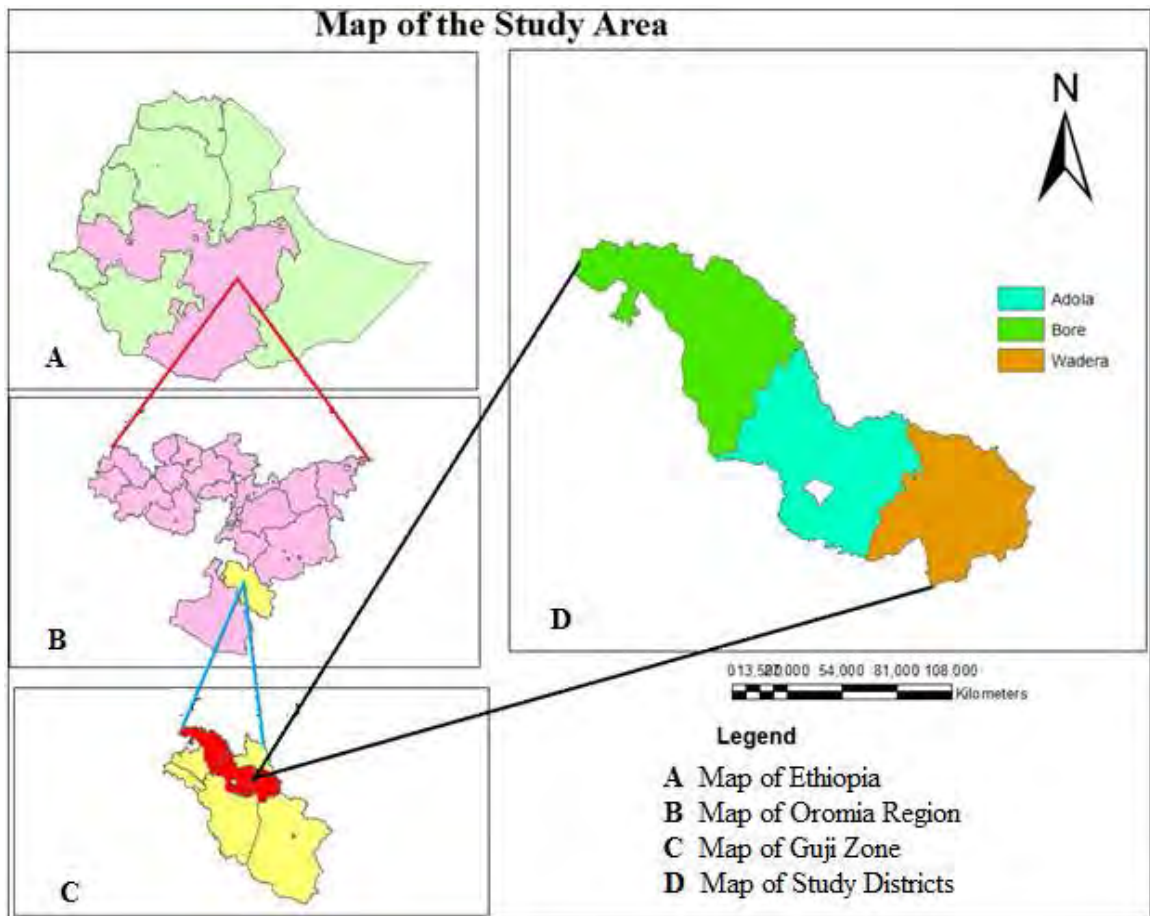 Map of the Study Area
A
B
C
N
Adola
Bore
Wadera
D
54,000 81,000 108,000
Kilometers
Legend
A Map of Ethiopia
B Map of Oromia Region
C Map of Guji Zone
D Map of Study Districts